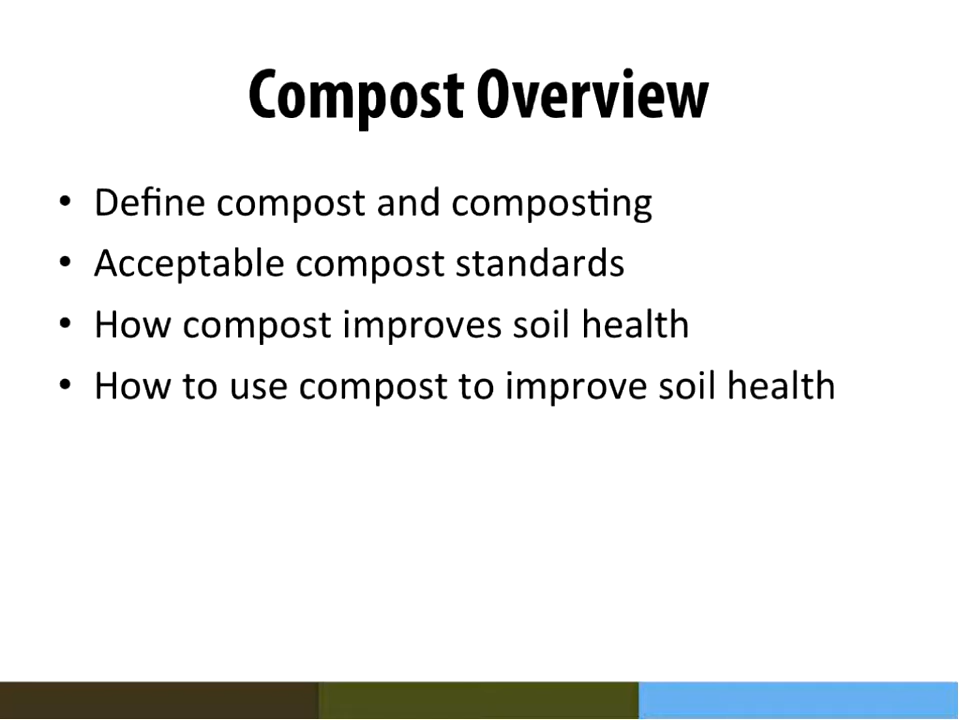 Compost Overview
• Define compost and composting
• Acceptable compost standards
• How compost improves soil health
• How to use compost to improve soil health